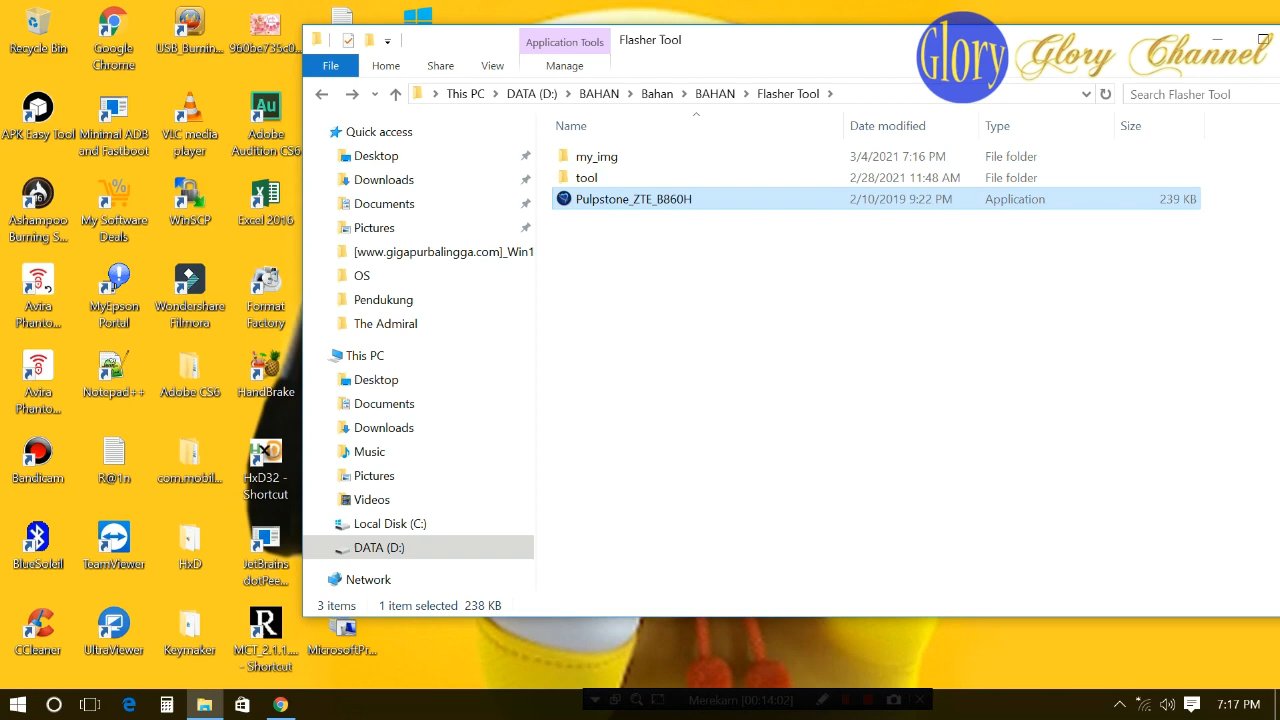 Recycle Bin
Google
Chrome
USB_Burnin...
960be735c0...
APK Easy Tool
Minimal ADB
and Fastboot
VLC media
player
Adobe
Audition CS6
Ashampoo
Burning S...
My Software
Deals
WinSCP
Excel 2016
Avira
Phanto...
MyEpson
Portal
Wondershare
Filmora
Format
Factory
Avira
Phanto...
Notepad++
Adobe CS6
HandBrake
Bandicam
R@1n
com.mobil...
HxD32 -
Shortcut
BlueSoleil
TeamViewer
HxD
JetBrains
dotPee...
CCleaner
UltraViewer
Keymaker
MCT_2.1.1....
- Shortcut
MicrosoftPr...
Application Tools
Flasher Tool
File
Home
Share
View
Manage
Glory
Glory Channel
This PC
DATA (D:)
BAHAN
Bahan
BAHAN
Flasher Tool
Search Flasher Tool
Quick access
Desktop
Downloads
Documents
Pictures
[www.gigapurbalingga.com]_Win1
OS
Pendukung
The Admiral
This PC
Desktop
Documents
Downloads
Music
Pictures
Videos
Local Disk (C:)
DATA (D:)
Network
Name
Date modified
Type
Size
my_img 3/4/2021 7:16 PM File folder
tool 2/28/2021 11:48 AM File folder
Pulpstone_ZTE_B860H 2/10/2019 9:22 PM Application 239 KB
3 items 1 item selected 238 KB
Merekam [00:14:02]
7:17 PM